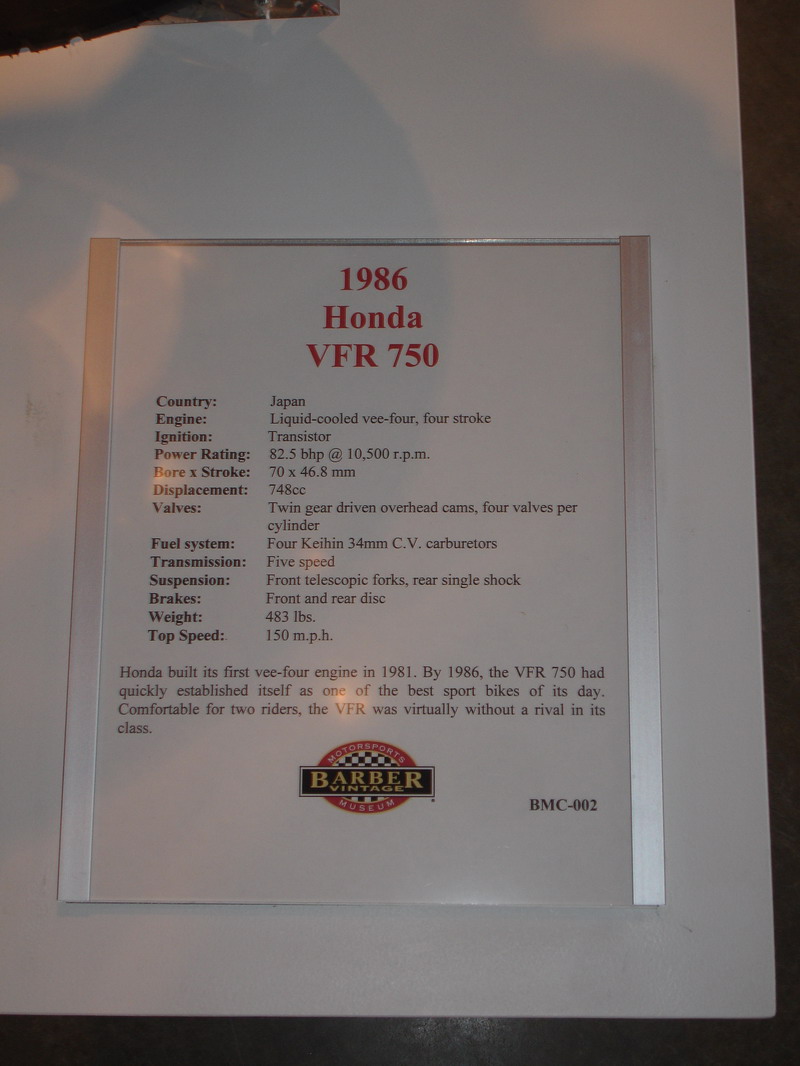 1986
Honda
VFR 750
Country: Japan
Engine: Liquid-cooled vee-four, four stroke
Ignition: Transistor
Power Rating: 82.5 bhp @ 10,500 r.p.m.
Bore x Stroke: 70 x 46.8 mm
Displacement: 748cc
Valves: Twin gear driven overhead cams, four valves per
cylinder
Fuel system: Four Keihin 34mm C.V. carburetors
Transmission: Five speed
Suspension: Front telescopic forks, rear single shock
Brakes: Front and rear disc
Weight: 483 lbs.
Top Speed: 150 m.p.h.
Honda built its first vee-four engine in 1981. By 1986, the VFR 750 had
quickly established itself as one of the best sport bikes of its day.
Comfortable for two riders, the VFR was virtually without a rival in its
class.
MOTORSPORTS
BARBER
VINTAGE
MUSEUM
BMC-002